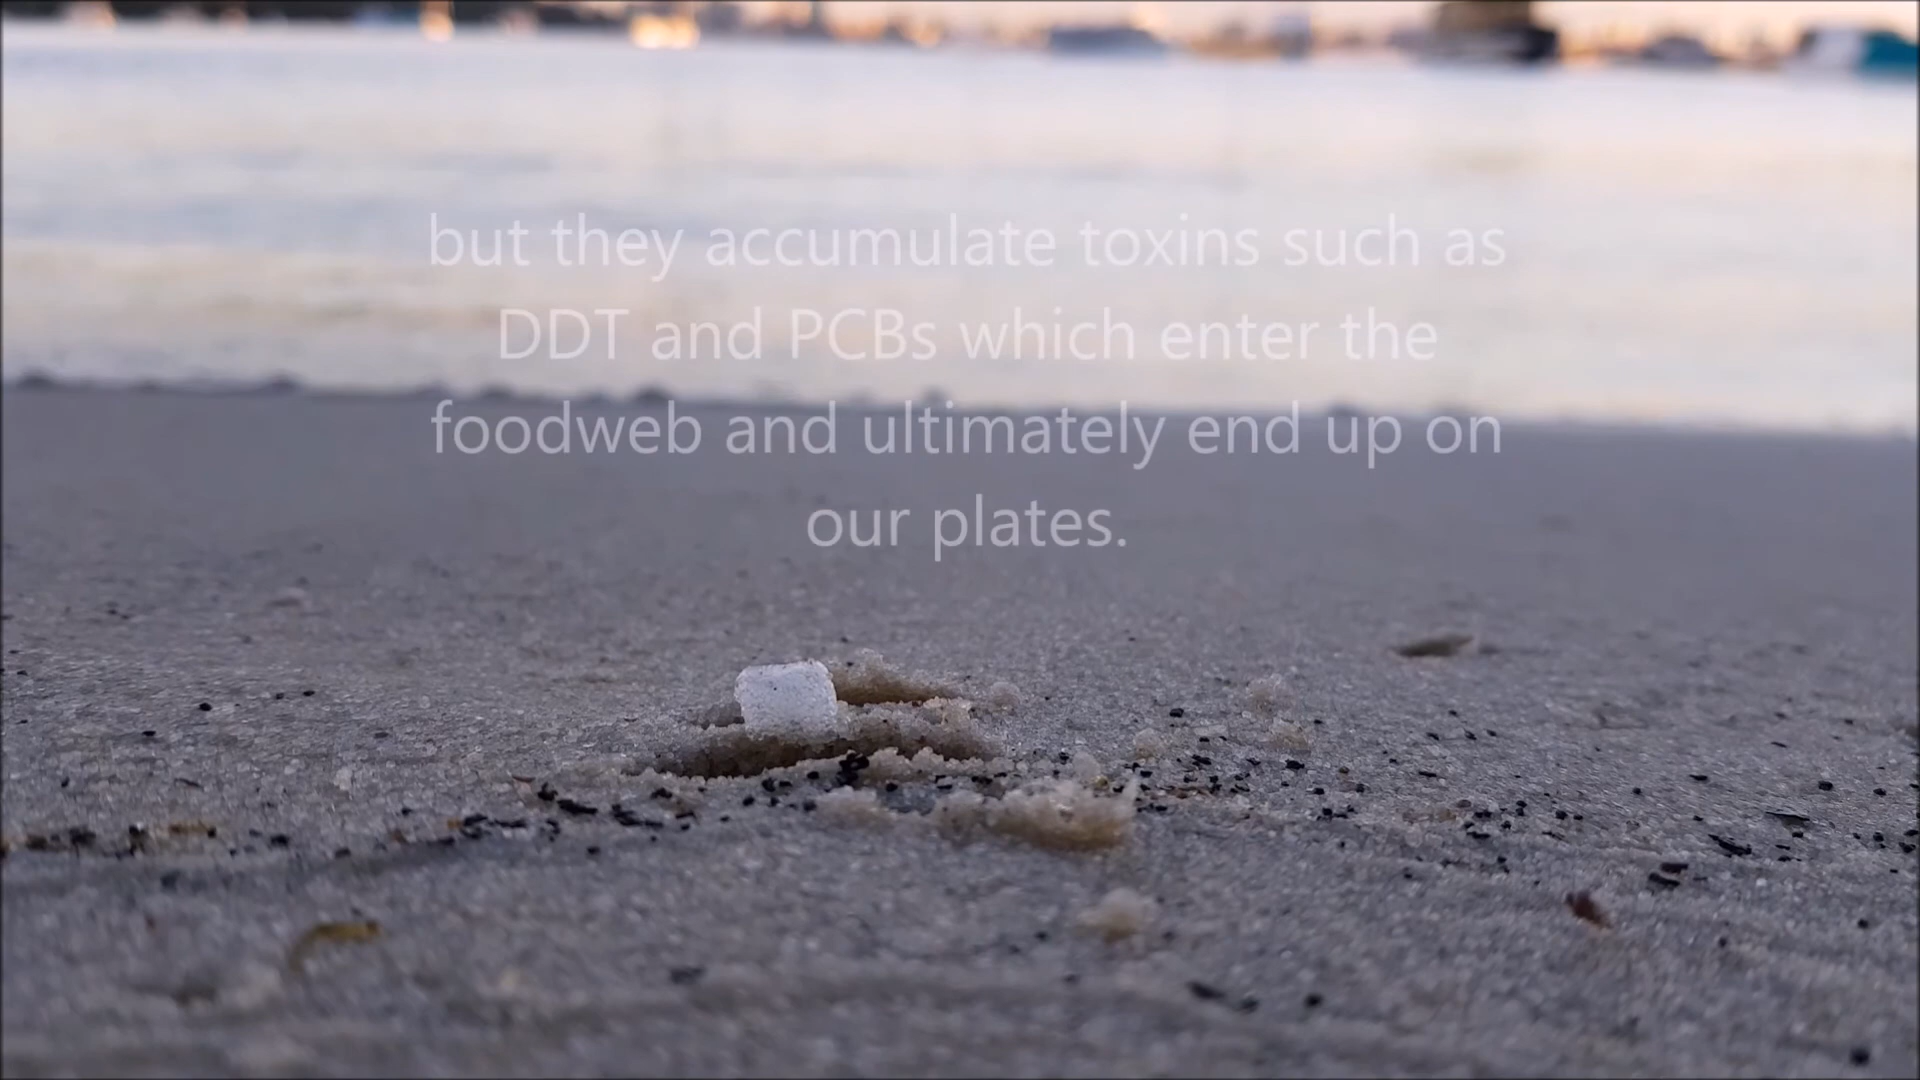 but they accumulate toxins such as
DDT and PCBs which enter the
foodweb and ultimately end up on
our plates.